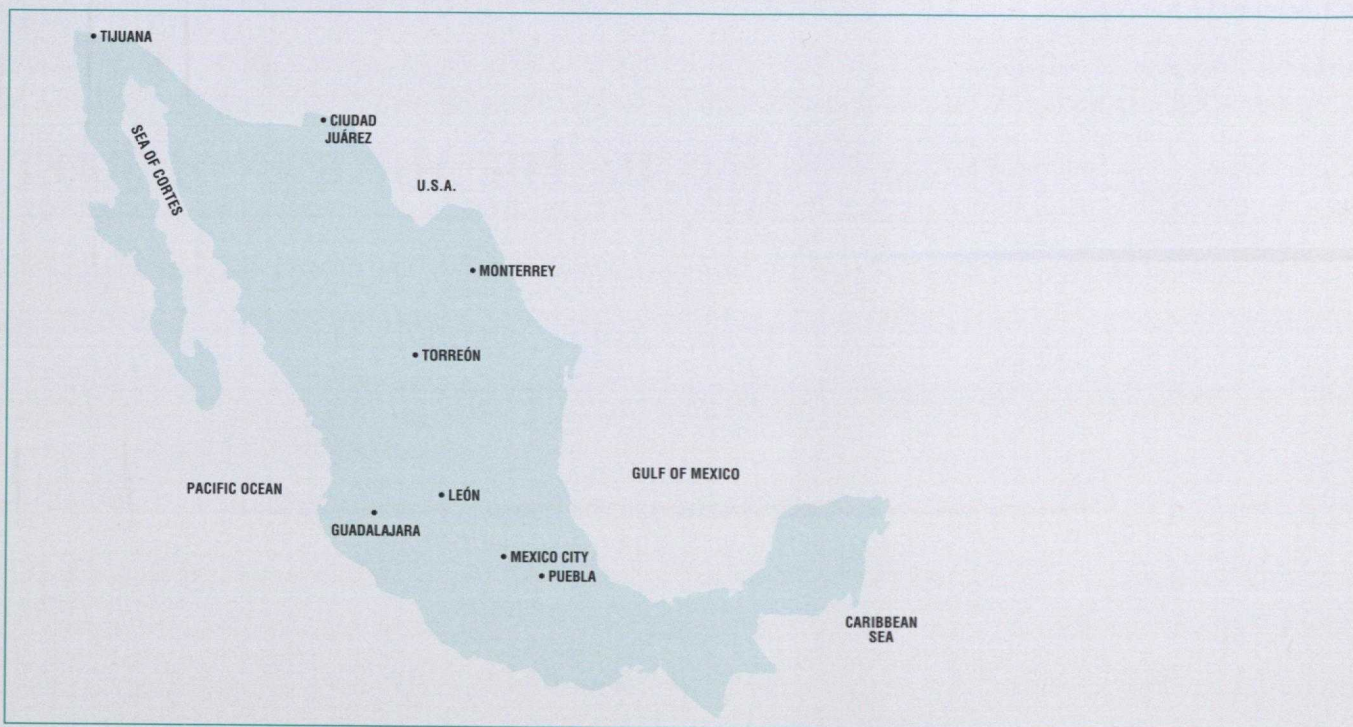 • TIJUANA
• CIUDAD
JUÁREZ
SEA OF CORTES
U.S.A.
• MONTERREY
• TORREÓN
GULF OF MEXICO
PACIFIC OCEAN
• LEÓN
GUADALAJARA
• MEXICO CITY
• PUEBLA
CARIBBEAN
SEA